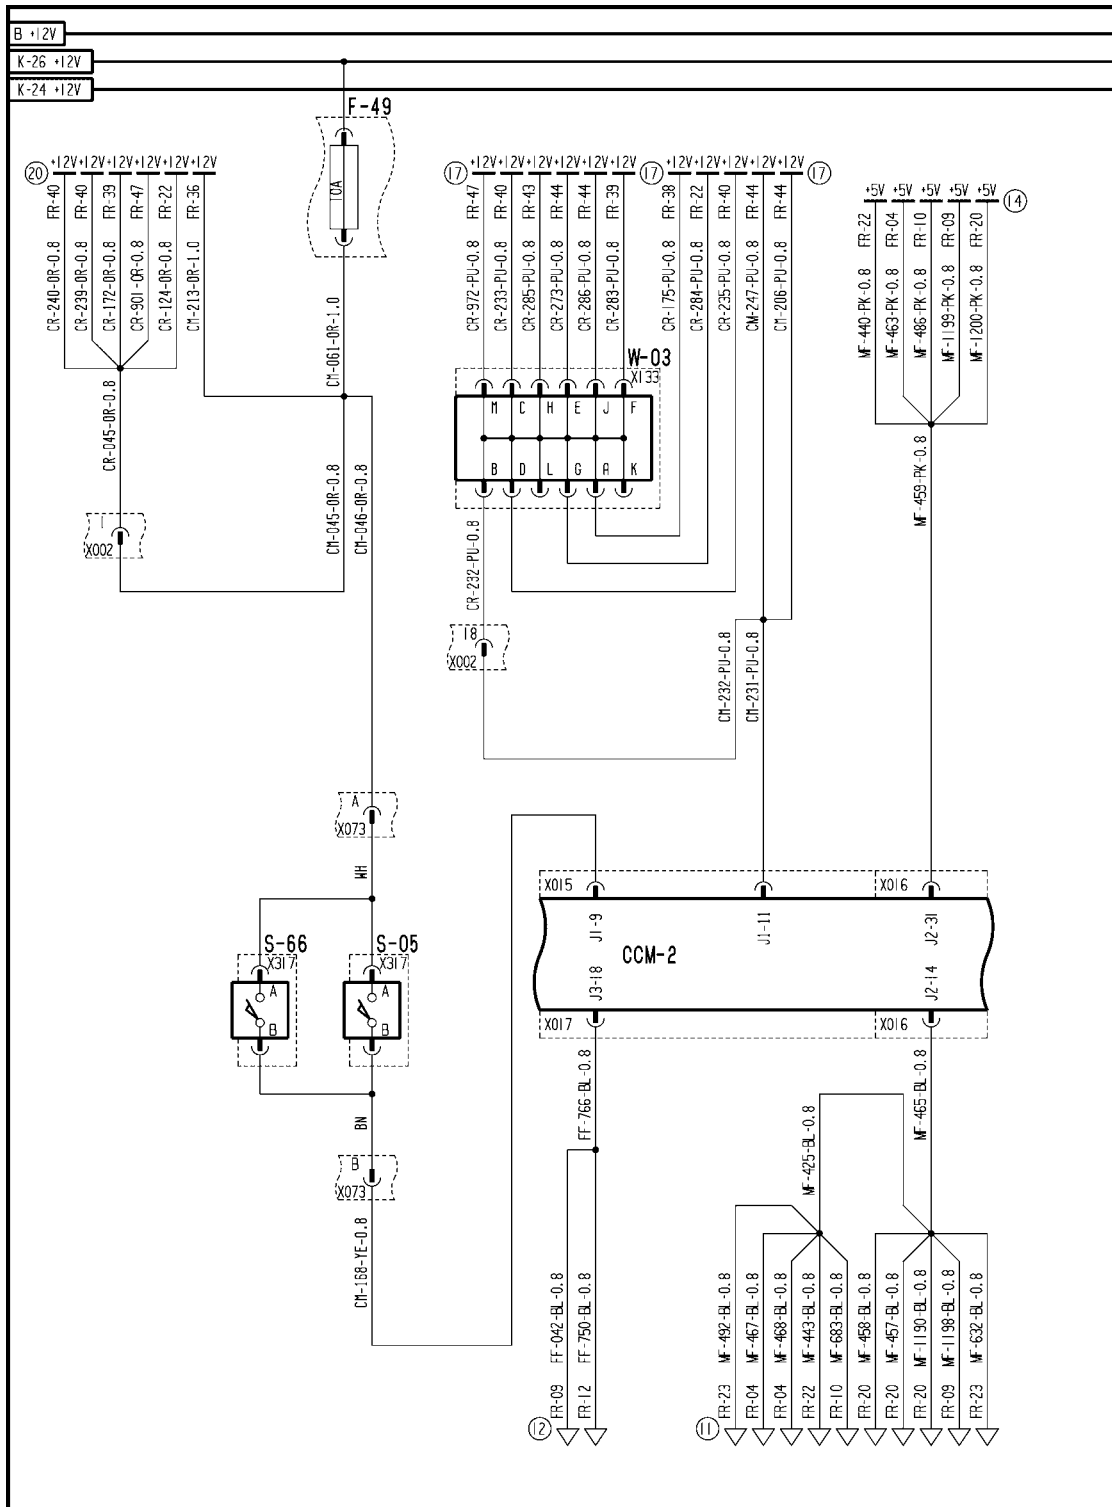 B +12V
K-26 +12V
K-24 +12V
F-49
10A
20
+12V +12V +12V +12V +12V +12V
FR-40 FR-40 FR-39 FR-47 FR-22 FR-36
CR-240-OR-0.8
CR-239-OR-0.8
CR-172-OR-0.8
CR-901-OR-0.8
CR-124-OR-0.8
CM-213-OR-1.0
CM-061-OR-1.0
17
+12V +12V +12V +12V +12V +12V
FR-47 FR-40 FR-43 FR-44 FR-44 FR-39
CR-972-PU-0.8
CR-233-PU-0.8
CR-285-PU-0.8
CR-273-PU-0.8
CR-286-PU-0.8
CR-283-PU-0.8
17
+12V +12V +12V +12V +12V
17
FR-38 FR-22 FR-40 FR-44 FR-44
CR-175-PU-0.8
CR-284-PU-0.8
CR-235-PU-0.8
CM-247-PU-0.8
CM-206-PU-0.8
+5V +5V +5V +5V +5V
14
FR-22 FR-04 FR-10 FR-09 FR-20
MF-440-PK-0.8
MF-463-PK-0.8
MF-486-PK-0.8
MF-1199-PK-0.8
MF-1200-PK-0.8
W-03
X133
M C H E J F
B D L G A K
CR-045-OR-0.8
CM-045-OR-0.8
CM-046-OR-0.8
MF-459-PK-0.8
1
X002
CR-232-PU-0.8
18
X002
CM-232-PU-0.8
CM-231-PU-0.8
A
X073
WH
X015
X016
J1-9
J1-11
J2-31
CCM-2
J3-18
J2-14
X017
X016
S-66
X317
A
B
S-05
X317
A
B
BN
B
X073
CM-168-YE-0.8
FF-766-BL-0.8
MF-465-BL-0.8
MF-425-BL-0.8
FF-042-BL-0.8
FF-750-BL-0.8
MF-492-BL-0.8
MF-467-BL-0.8
MF-468-BL-0.8
MF-443-BL-0.8
MF-683-BL-0.8
MF-458-BL-0.8
MF-457-BL-0.8
MF-1190-BL-0.8
MF-1198-BL-0.8
MF-632-BL-0.8
12
FR-09 FR-12
11
FR-23 FR-04 FR-04 FR-22 FR-10 FR-20 FR-20 FR-20 FR-09 FR-23